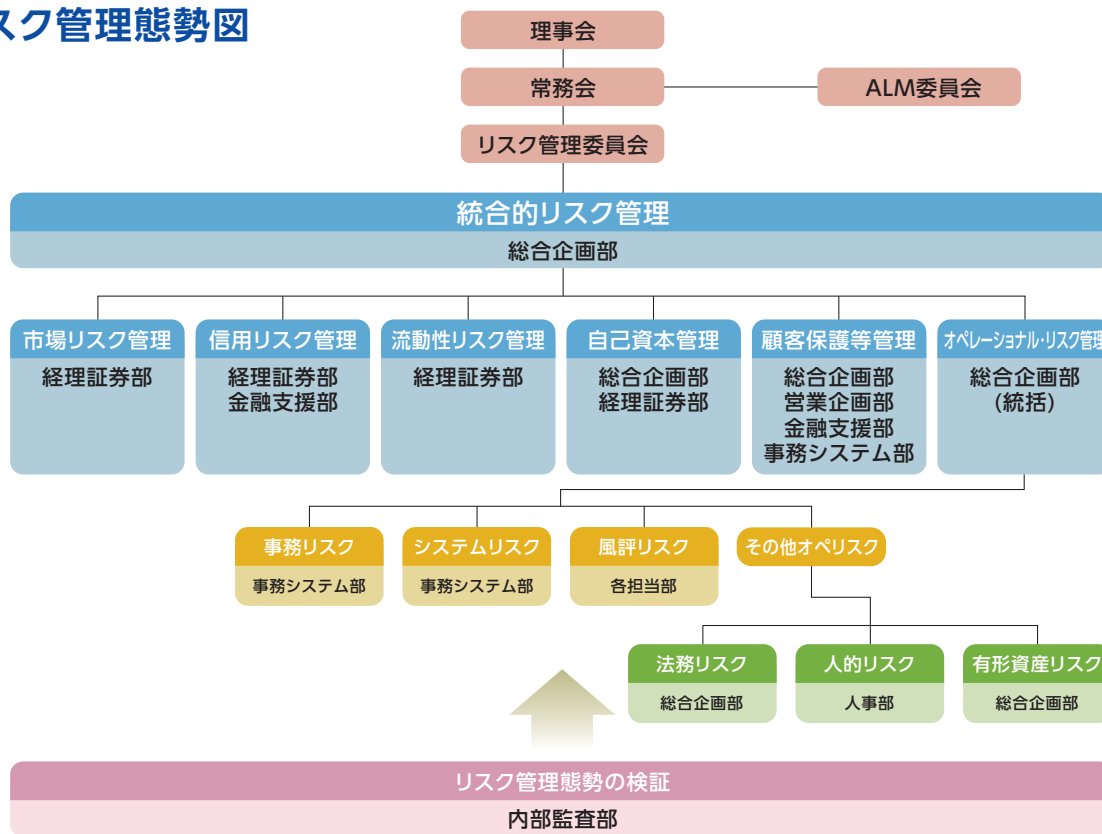 スク管理態勢図
理事会
常務会
ALM委員会
リスク管理委員会
統合的リスク管理
総合企画部
市場リスク管理
経理証券部
信用リスク管理
経理証券部
金融支援部
流動性リスク管理
経理証券部
自己資本管理
総合企画部
経理証券部
顧客保護等管理
総合企画部
営業企画部
金融支援部
事務システム部
オペレーショナル・リスク管理
総合企画部
(統括)
事務リスク
事務システム部
システムリスク
事務システム部
風評リスク
各担当部
その他オペリスク
法務リスク
総合企画部
人的リスク
人事部
有形資産リスク
総合企画部
リスク管理態勢の検証
内部監査部